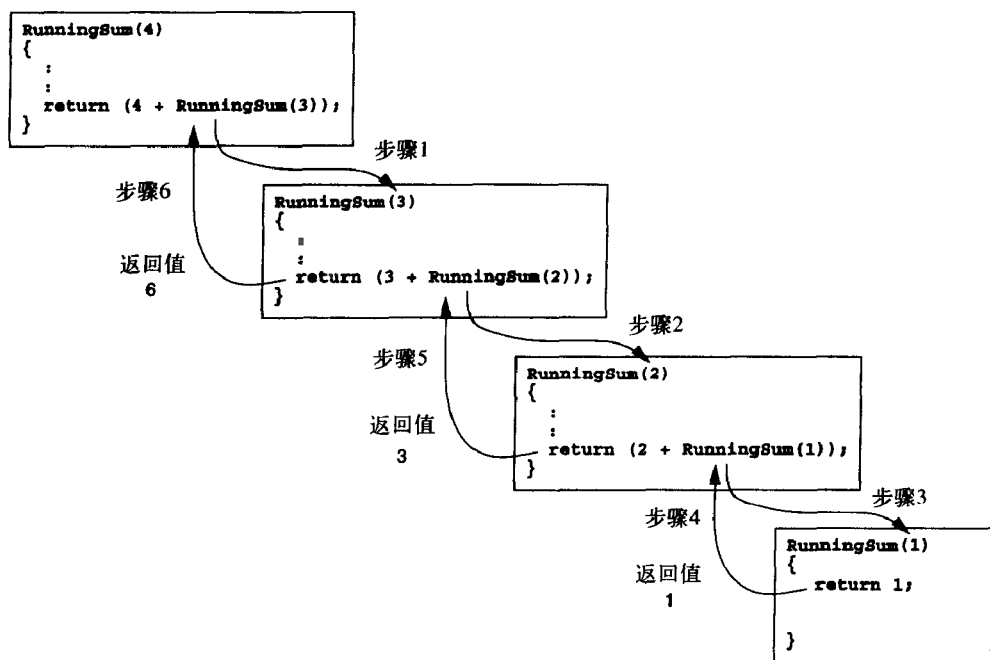 RunningSum(4)
{
:
:
return (4 + RunningSum(3));
}
步骤1
步骤6
返回值
6
RunningSum(3)
{
:
:
return (3 + RunningSum(2));
}
步骤2
步骤5
返回值
3
RunningSum(2)
{
:
:
return (2 + RunningSum(1));
}
步骤3
步骤4
返回值
1
RunningSum(1)
{
return 1;
}